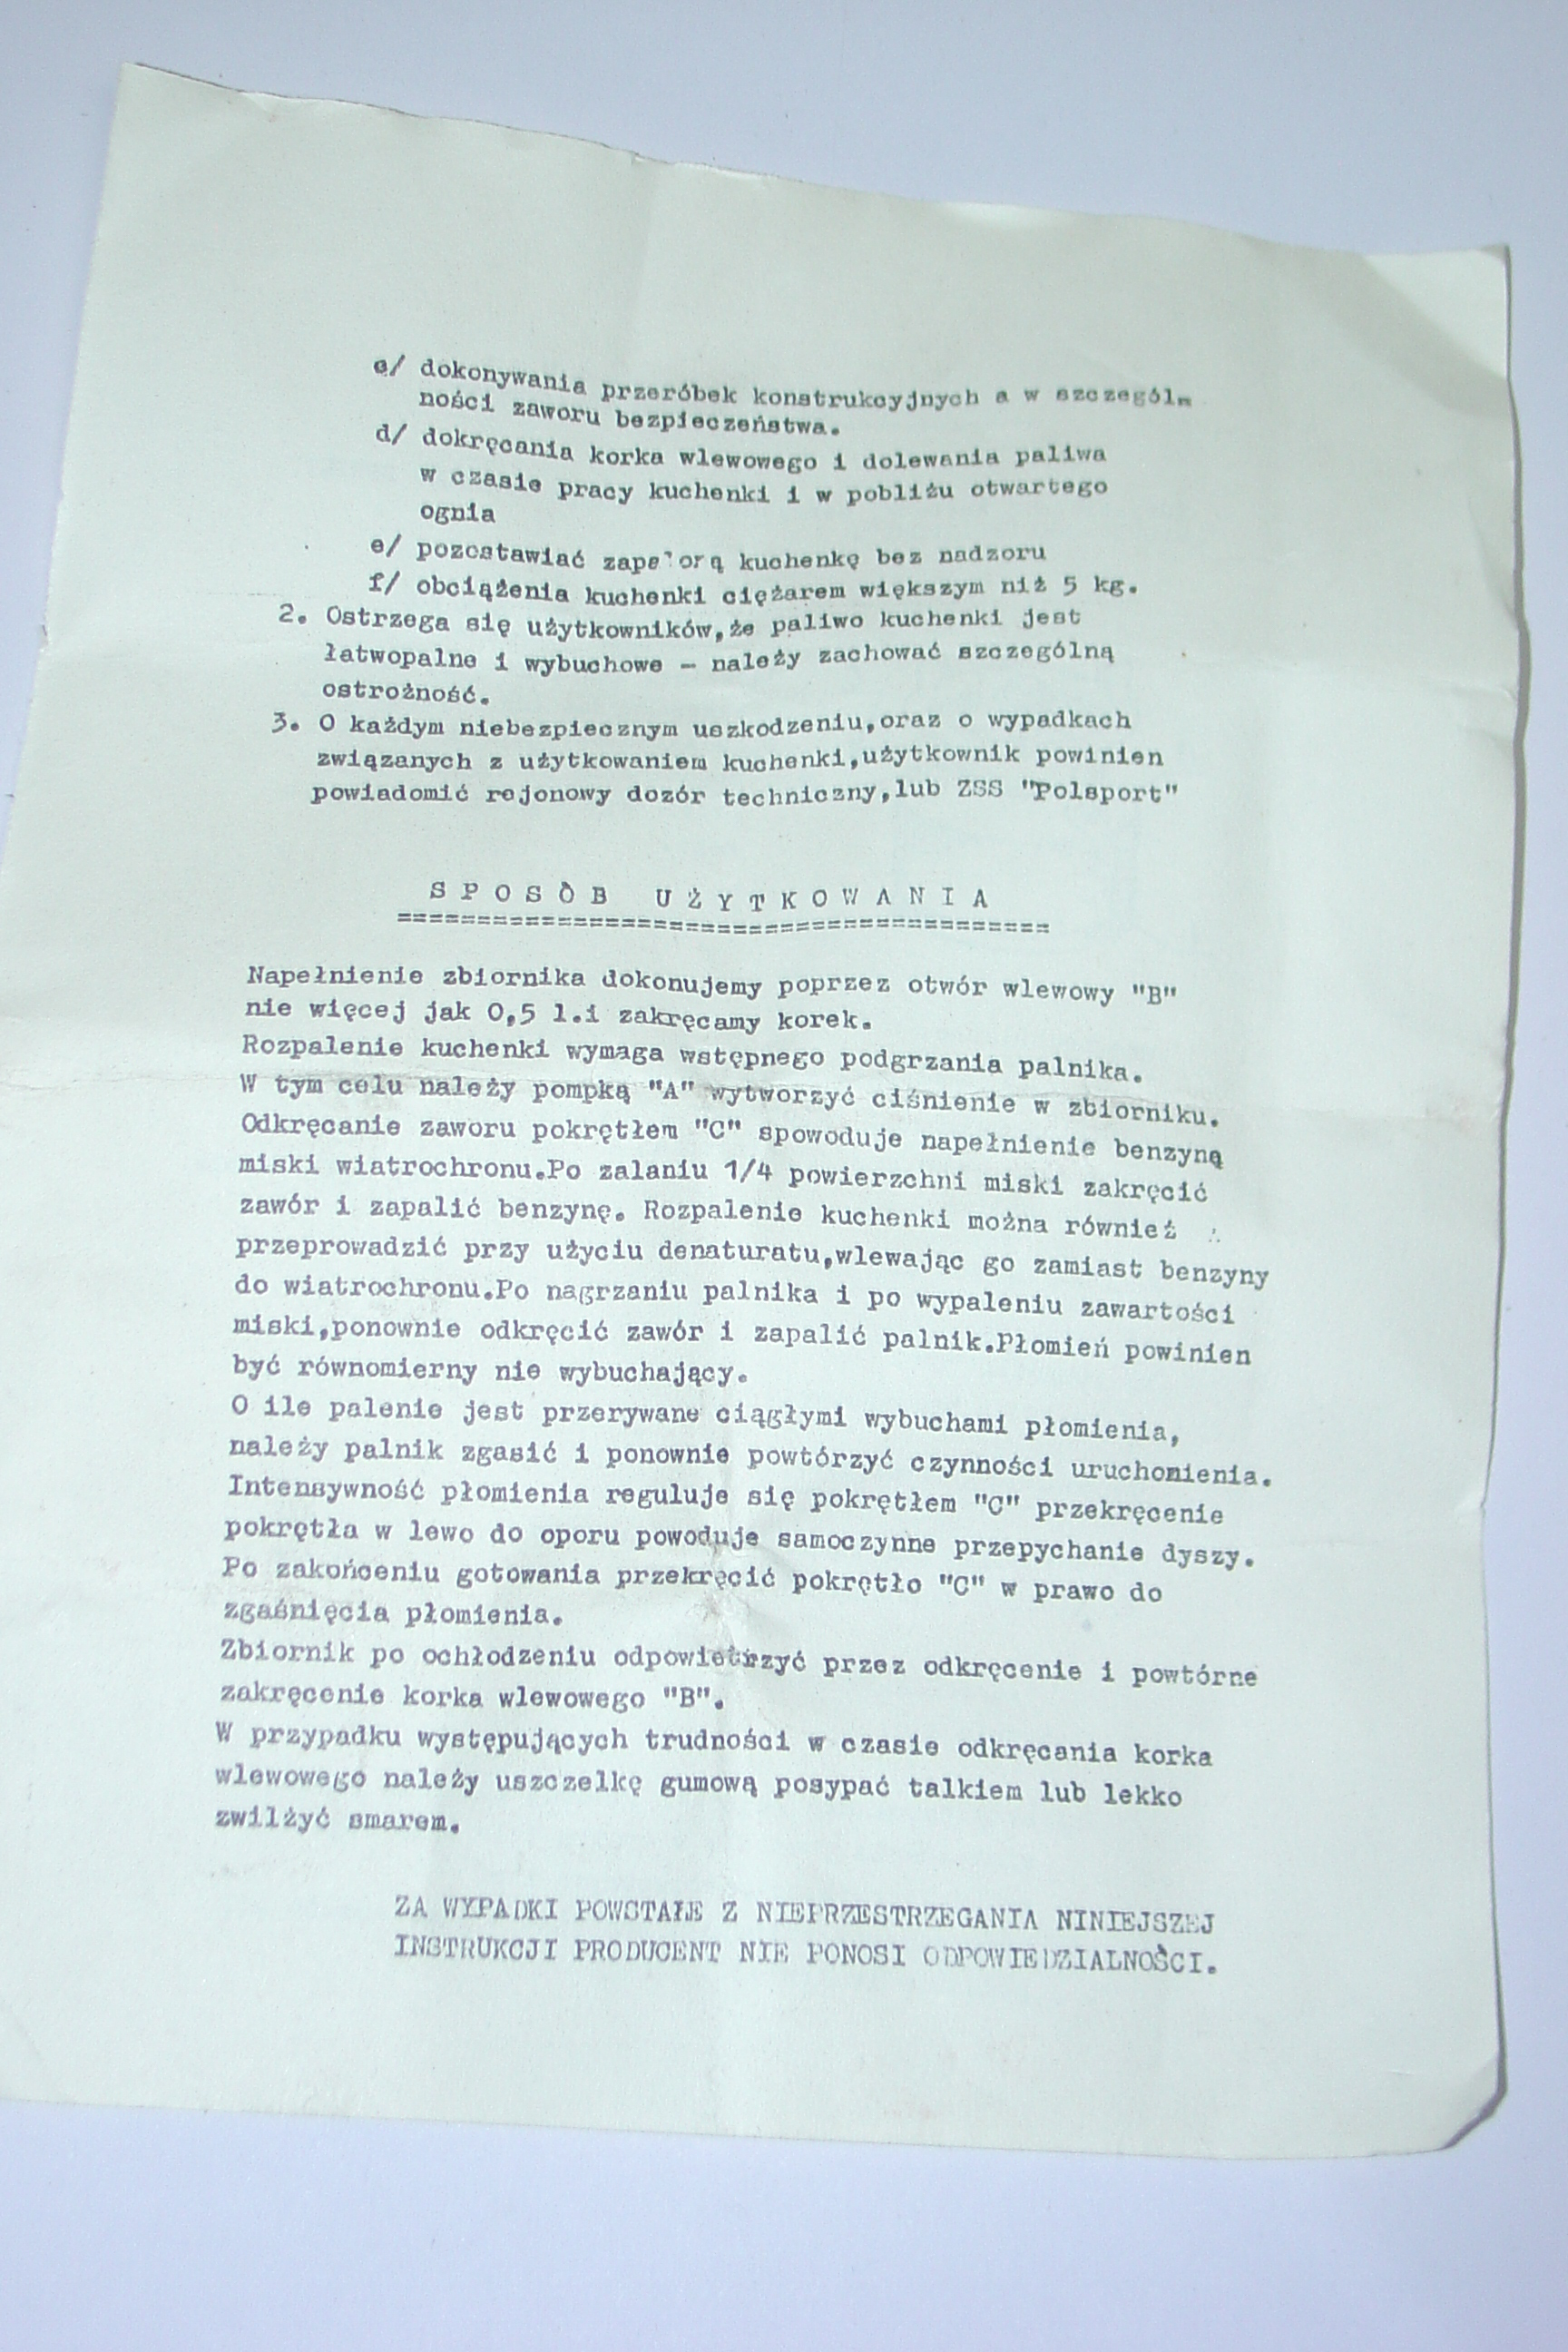 c/ dokonywania przeróbek konstrukcyjnych a w szczegól-
ności zaworu bezpieczeństwa.
d/ dokręcania korka wlewowego i dolewania paliwa
w czasie pracy kuchenki i w pobliżu otwartego
ognia
e/ pozostawiać kuchenkę bez nadzoru
f/ obciążenia kuchenki ciężarem większym niż 5 kg.
2. Ostrzega się użytkowników,że paliwo kuchenki jest
łatwopalne i wybuchowe - należy zachować szczególną
ostrożność.
3. O każdym niebezpiecznym uszkodzeniu,oraz o wypadkach
związanych z użytkowaniem kuchenki,użytkownik powinien
powiadomić rejonowy dozór techniczny,lub ZSS "Polsport"
SPOSÓB UŻYTKOWANIA
=========================================
Napełnienie zbiornika dokonujemy poprzez otwór wlewowy "B"
nie więcej jak 0,5 l.i zakręcamy korek.
Rozpalenie kuchenki wymaga wstępnego podgrzania palnika.
W tym celu należy pompką "A" wytworzyć ciśnienie w zbiorniku.
Odkręcanie zaworu pokrętłem "C" spowoduje napełnienie benzyną
miski wiatrochronu.Po zalaniu 1/4 powierzchni miski zakręcić
zawór i zapalić benzynę. Rozpalenie kuchenki można również
przeprowadzić przy użyciu denaturatu,wlewając go zamiast benzyny
do wiatrochronu.Po nagrzaniu palnika i po wypaleniu zawartości
miski,ponownie odkręcić zawór i zapalić palnik.Płomień powinien
być równomierny nie wybuchający.
O ile palenie jest przerywane ciągłymi wybuchami płomienia,
należy palnik zgasić i ponownie powtórzyć czynności uruchomienia.
Intensywność płomienia reguluje się pokrętłem "C" przekręcenie
pokrętła w lewo do oporu powoduje samoczynne przepychanie dyszy.
Po zakończeniu gotowania przekręcić pokrętło "C" w prawo do
zgaśnięcia płomienia.
Zbiornik po ochłodzeniu odpowietrzyć przez odkręcenie i powtórne
zakręcenie korka wlewowego "B".
W przypadku występujących trudności w czasie odkręcania korka
wlewowego należy uszczelkę gumową posypać talkiem lub lekko
zwilżyć smarem.
ZA WYPADKI POWSTAŁE Z NIEPRZESTRZEGANIA NINIEJSZEJ
INSTRUKCJI PRODUCENT NIE PONOSI ODPOWIEDZIALNOŚCI.